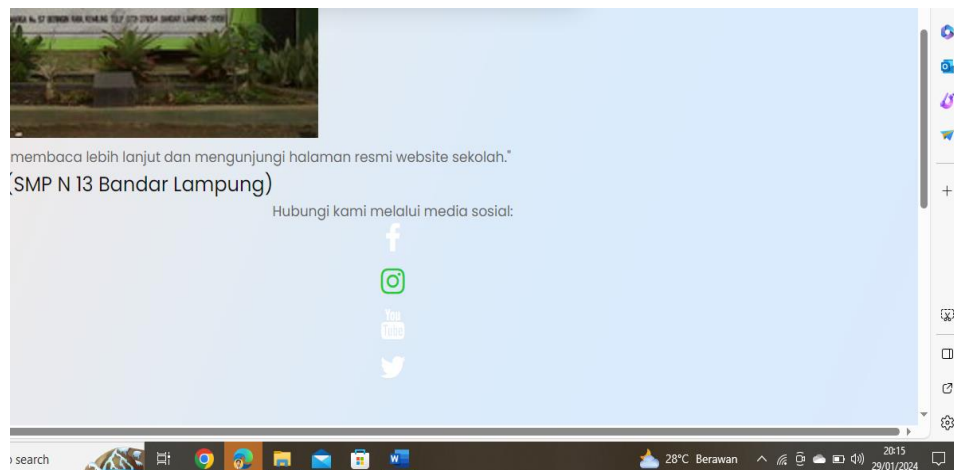 membaca lebih lanjut dan mengunjungi halaman resmi website sekolah."
(SMP N 13 Bandar Lampung)
Hubungi kami melalui media sosial:
You
Tube
search
28°C Berawan
20:15
29/01/2024